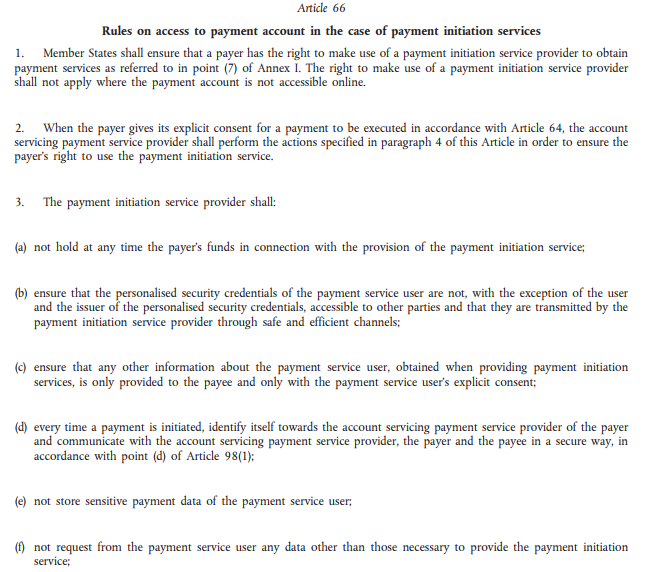 Article 66
Rules on access to payment account in the case of payment initiation services
1. Member States shall ensure that a payer has the right to make use of a payment initiation service provider to obtain
payment services as referred to in point (7) of Annex I. The right to make use of a payment initiation service provider
shall not apply where the payment account is not accessible online.
2. When the payer gives its explicit consent for a payment to be executed in accordance with Article 64, the account
servicing payment service provider shall perform the actions specified in paragraph 4 of this Article in order to ensure the
payer's right to use the payment initiation service.
3. The payment initiation service provider shall:
(a) not hold at any time the payer's funds in connection with the provision of the payment initiation service;
(b) ensure that the personalised security credentials of the payment service user are not, with the exception of the user
and the issuer of the personalised security credentials, accessible to other parties and that they are transmitted by the
payment initiation service provider through safe and efficient channels;
(c) ensure that any other information about the payment service user, obtained when providing payment initiation
services, is only provided to the payee and only with the payment service user's explicit consent;
(d) every time a payment is initiated, identify itself towards the account servicing payment service provider of the payer
and communicate with the account servicing payment service provider, the payer and the payee in a secure way, in
accordance with point (d) of Article 98(1);
(e) not store sensitive payment data of the payment service user;
(f) not request from the payment service user any data other than those necessary to provide the payment initiation
service;